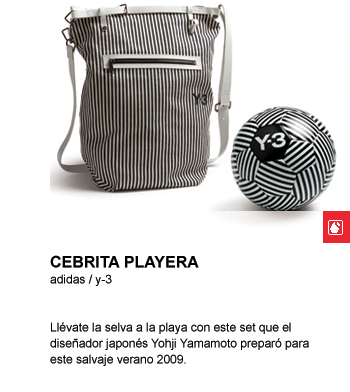 Y-3
Y-3
CEBRITA PLAYERA
adidas / y-3
Llévate la selva a la playa con este set que el
diseñador japonés Yohji Yamamoto preparó para
este salvaje verano 2009.